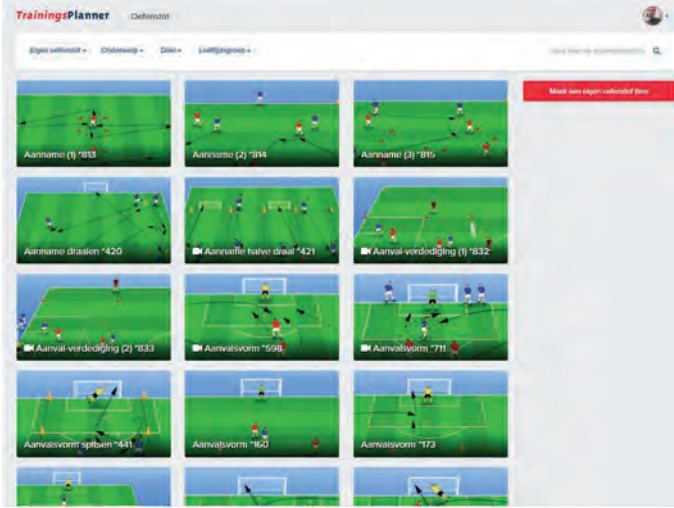 TrainingsPlanner Oefenstof
Eigen oefenstof Onderwerp Doel Leeftijdsgroep
Maak een eigen oefenstof item
Aanname (1) *813
Aanname (2) *814
Aanname (3) *815
Aanname draaien *420
Aanname halve draai *421
Aanval-verdediging (1) *832
Aanval-verdediging (2) *833
Aanvalsvorm *598
Aanvalsvorm *711
Aanvalsvorm spitsen *441
Aanvalsvorm *160
Aanvalsvorm *173